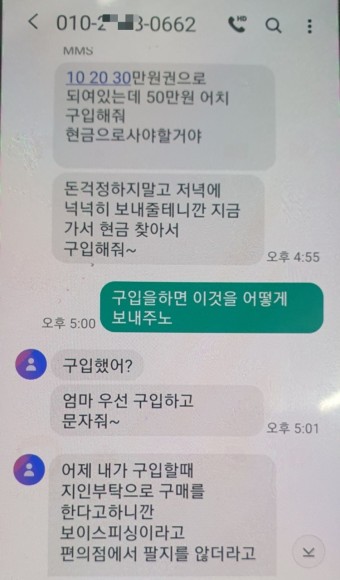 010-2 3-0662
MMS
10 20 30만원권으로
되여있는데 50만원 어치
구입해줘
현금으로사야할거야
돈걱정하지말고 저녁에
넉넉히 보내줄테니깐 지금
가서 현금 찾아서
구입해줘~
오후 4:55
구입을하면 이것을 어떻게
보내주노
오후 5:00
구입했어?
엄마 우선 구입하고
문자줘~
오후 5:01
어제 내가 구입할때
지인부탁으로 구매를
한다고하니깐
보이스피싱이라고
편의점에서 팔지를 않더라고